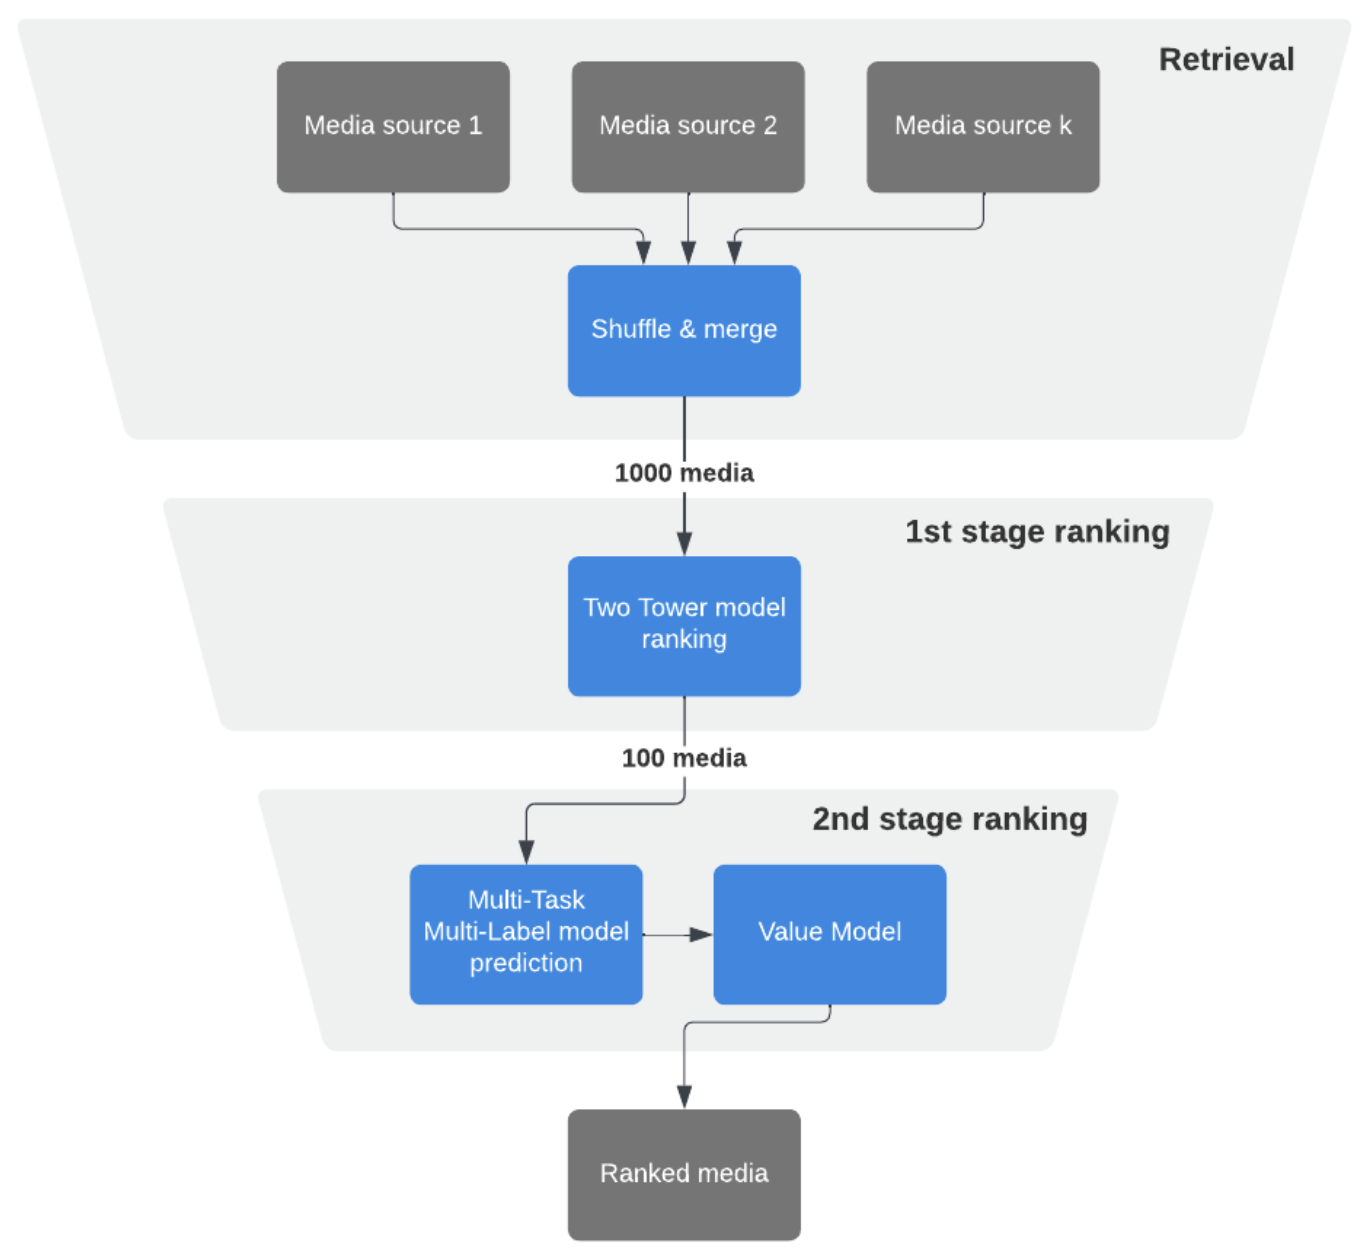 Retrieval
Media source 1
Media source 2
Media source k
Shuffle & merge
1000 media
1st stage ranking
Two Tower model
ranking
100 media
2nd stage ranking
Multi-Task
Multi-Label model
prediction
Value Model
Ranked media